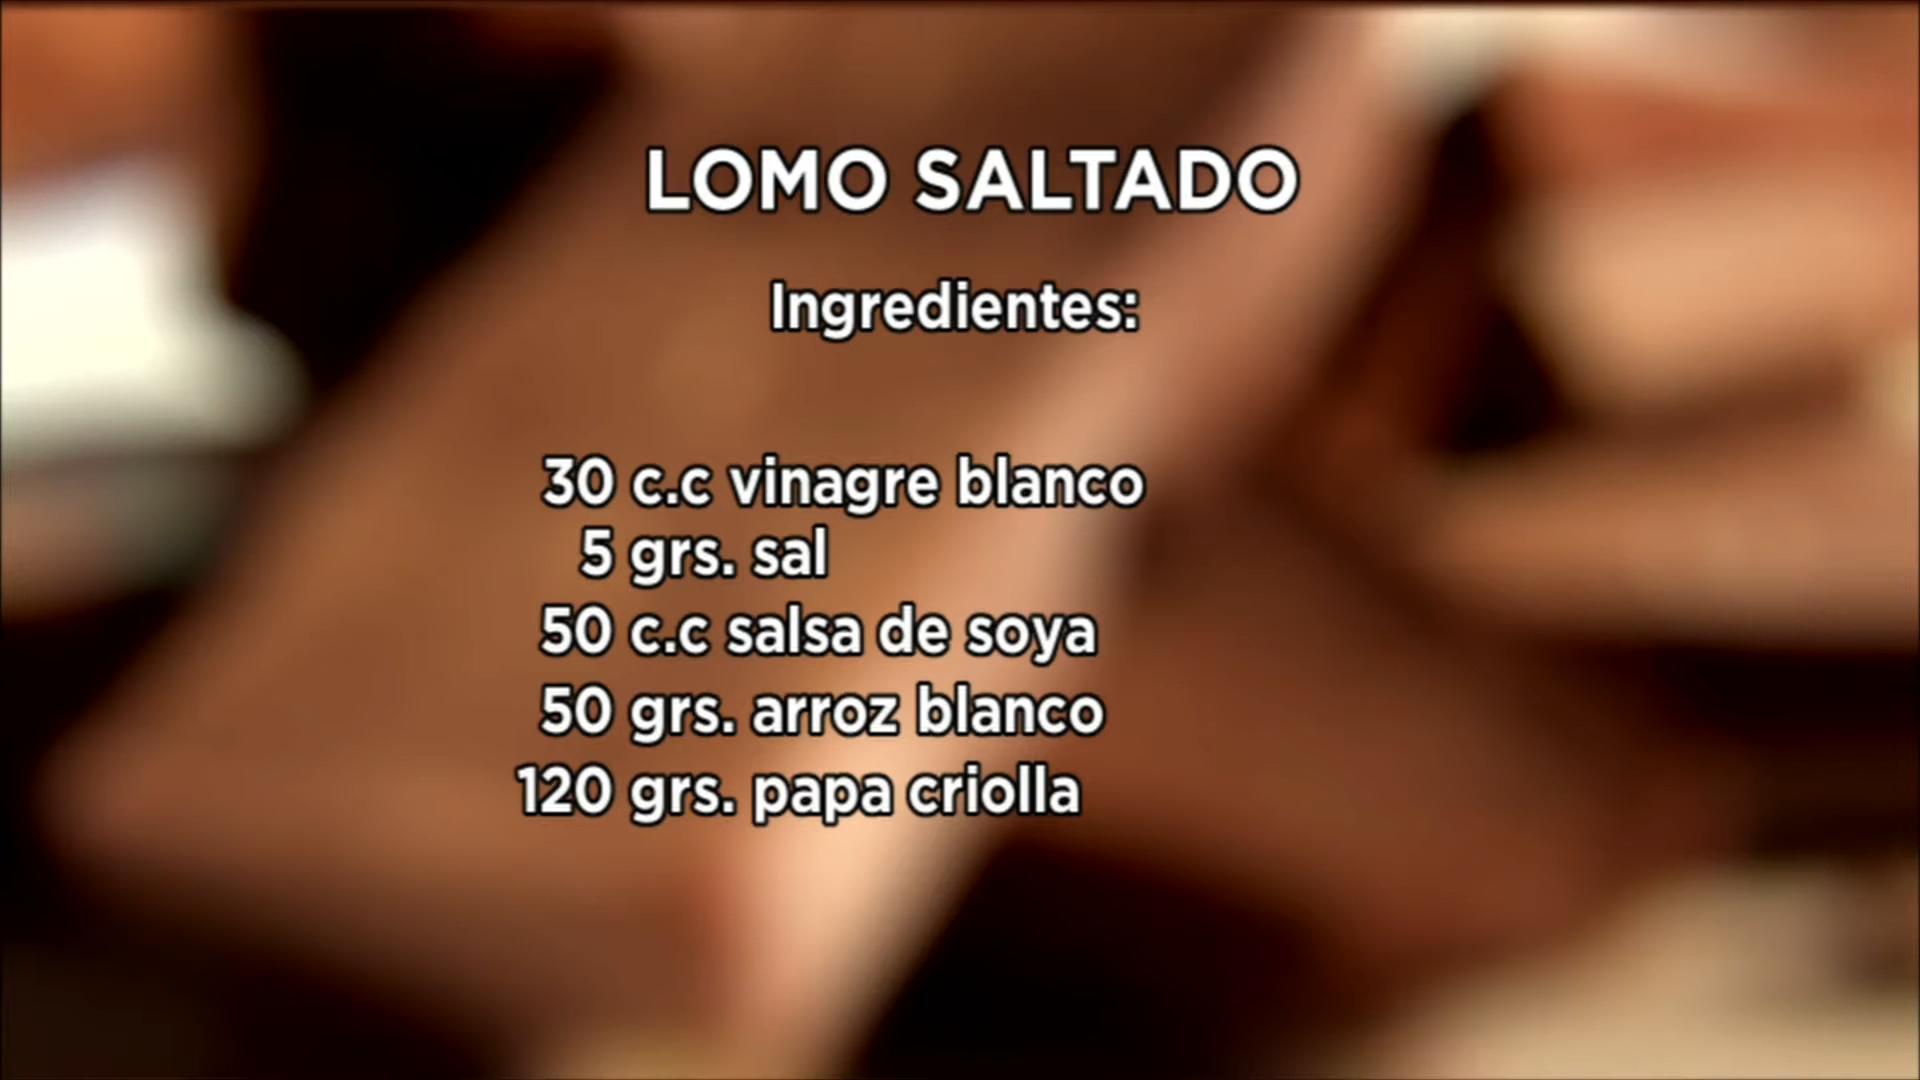 LOMO SALTADO
Ingredientes:
30 c.c vinagre blanco
5 grs. sal
50 c.c salsa de soya
50 grs. arroz blanco
120 grs. papa criolla